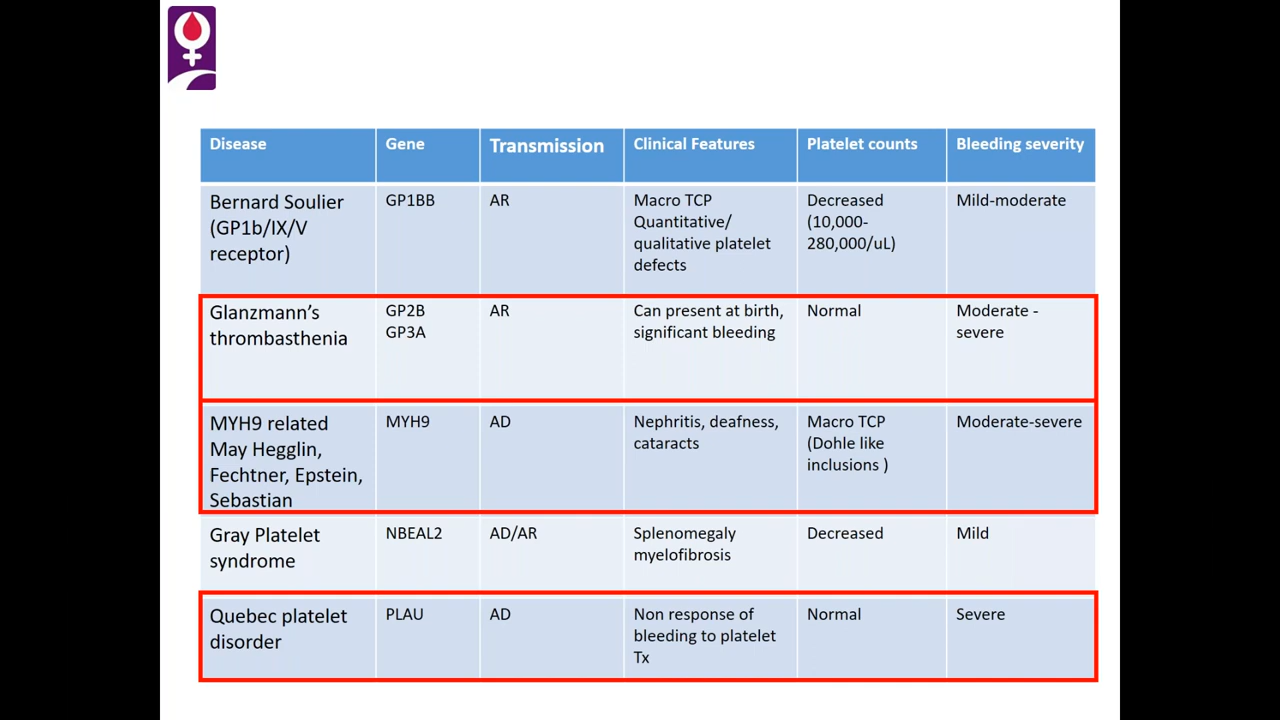 Disease Gene Transmission Clinical Features Platelet counts Bleeding severity
Bernard Soulier GP1BB AR Macro TCP Decreased Mild-moderate
(GP1b/IX/V Quantitative/ (10,000-
receptor) qualitative platelet 280,000/uL)
defects
Glanzmann's GP2B AR Can present at birth, Normal Moderate -
thrombasthenia GP3A significant bleeding severe
MYH9 related MYH9 AD Nephritis, deafness, Macro TCP Moderate-severe
May Hegglin, cataracts (Dohle like
Fechtner, Epstein, inclusions )
Sebastian
Gray Platelet NBEAL2 AD/AR Splenomegaly Decreased Mild
syndrome myelofibrosis
Quebec platelet PLAU AD Non response of Normal Severe
disorder bleeding to platelet
Tx